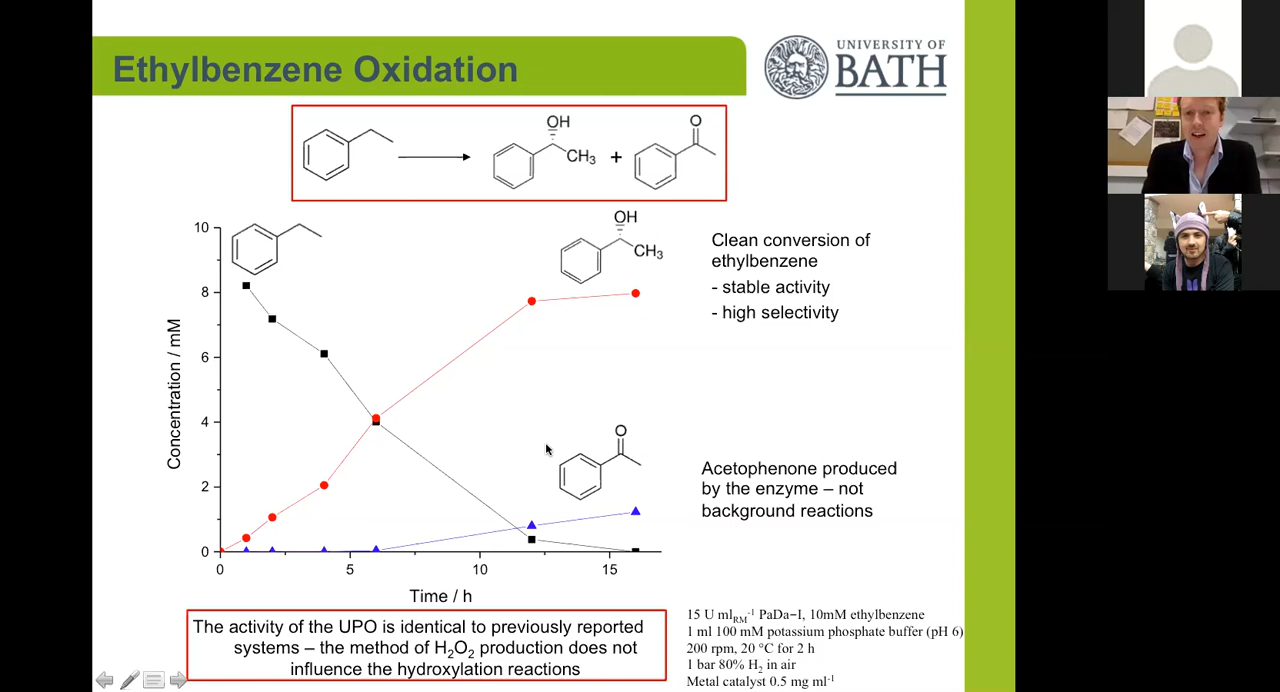 Ethylbenzene Oxidation
UNIVERSITY OF
BATH
OH
CH₃
+
O
10
8
6
4
2
0
Concentration / mM
OH
CH₃
O
0
5
10
15
Time / h
Clean conversion of
ethylbenzene
- stable activity
- high selectivity
Acetophenone produced
by the enzyme – not
background reactions
The activity of the UPO is identical to previously reported
systems – the method of H₂O₂ production does not
influence the hydroxylation reactions
15 U ml_RM⁻¹ PaDa−I, 10mM ethylbenzene
1 ml 100 mM potassium phosphate buffer (pH 6)
200 rpm, 20 °C for 2 h
1 bar 80% H₂ in air
Metal catalyst 0.5 mg ml⁻¹